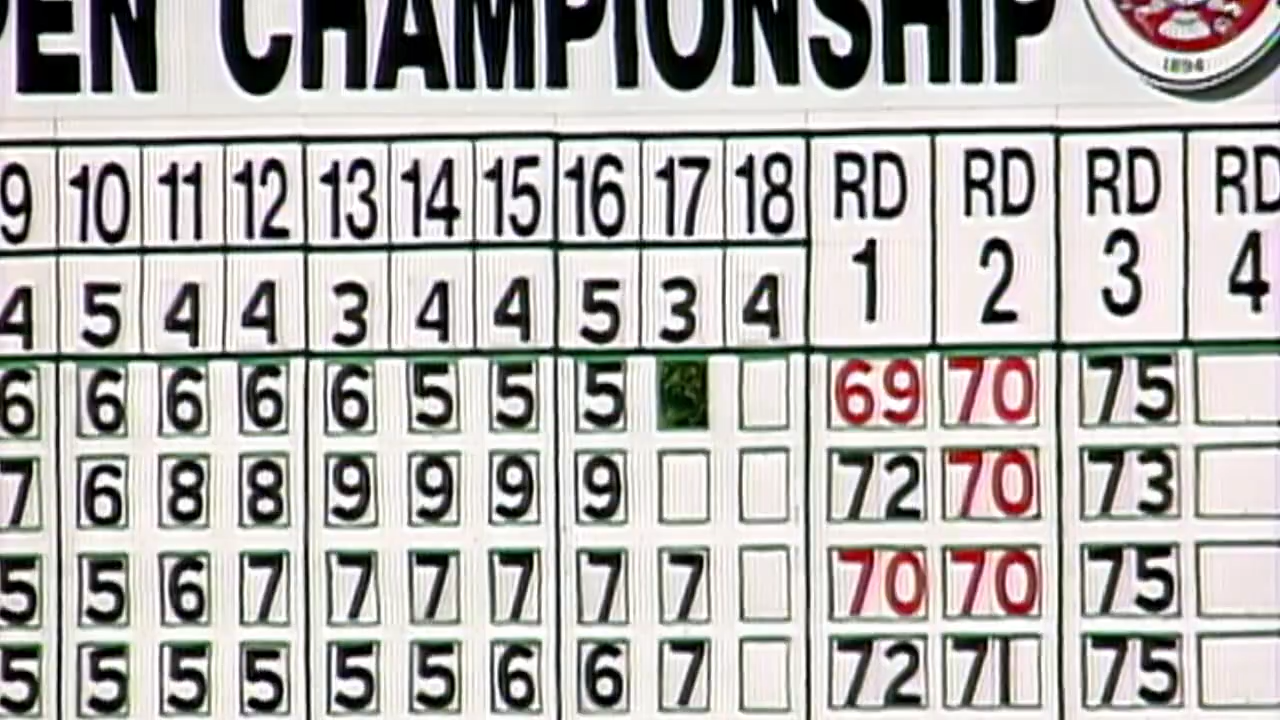 PEN CHAMPIONSHIP
1894
9 10 11 12 13 14 15 16 17 18 RD 1 RD 2 RD 3 RD 4
4 5 4 4 3 4 4 5 3 4
6 6 6 6 6 5 5 5 69 70 75
7 6 8 8 9 9 9 9 72 70 73
5 5 6 7 7 7 7 7 7 70 70 75
5 5 5 5 5 5 6 6 7 72 71 75